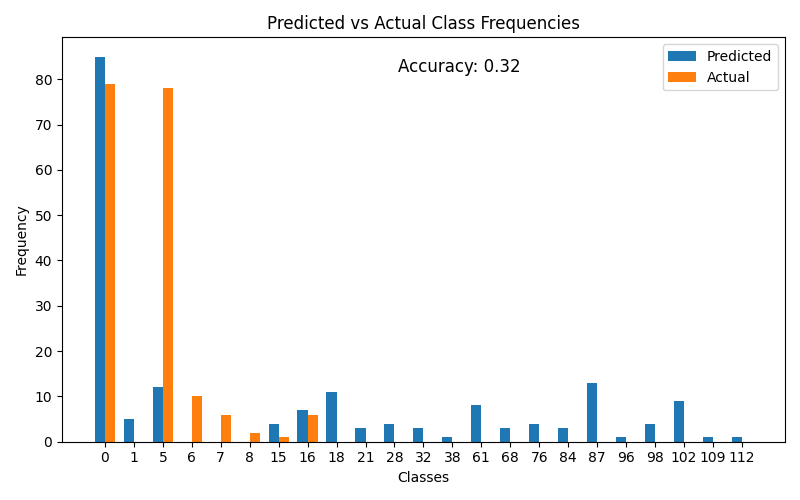 Predicted vs Actual Class Frequencies
Accuracy: 0.32
Predicted
Actual
Frequency
80
70
60
50
40
30
20
10
0
0 1 5 6 7 8 15 16 18 21 28 32 38 61 68 76 84 87 96 98 102 109 112
Classes